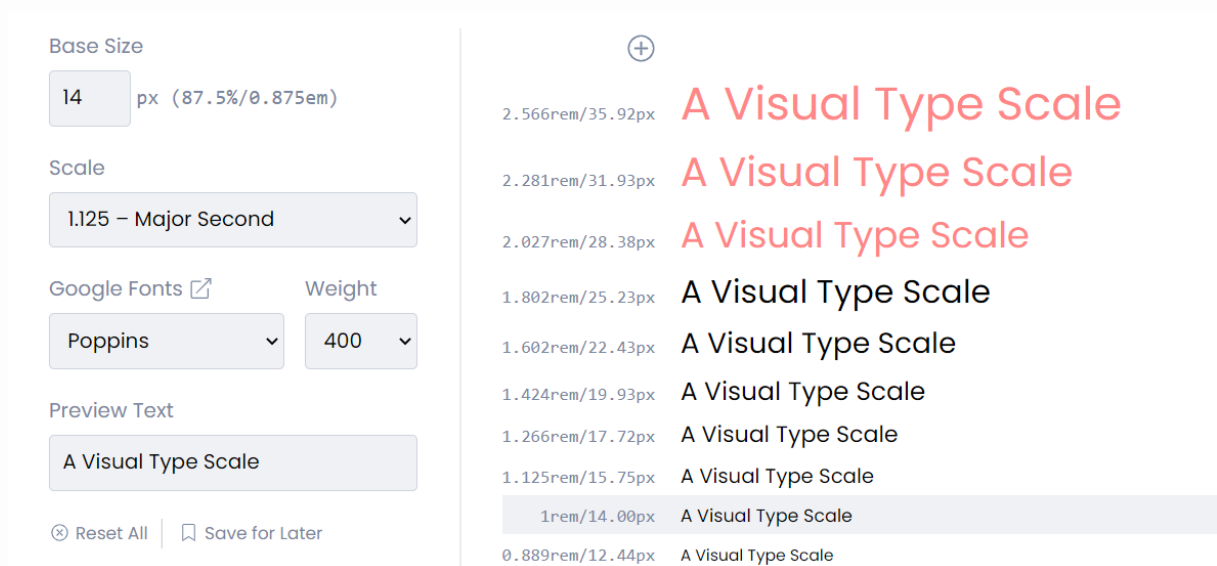 Base Size
14 px (87.5%/0.875em)
Scale
1.125 – Major Second
Google Fonts Weight
Poppins 400
Preview Text
A Visual Type Scale
Reset All Save for Later
2.566rem/35.92px A Visual Type Scale
2.281rem/31.93px A Visual Type Scale
2.027rem/28.38px A Visual Type Scale
1.802rem/25.23px A Visual Type Scale
1.602rem/22.43px A Visual Type Scale
1.424rem/19.93px A Visual Type Scale
1.266rem/17.72px A Visual Type Scale
1.125rem/15.75px A Visual Type Scale
1rem/14.00px A Visual Type Scale
0.889rem/12.44px A Visual Type Scale